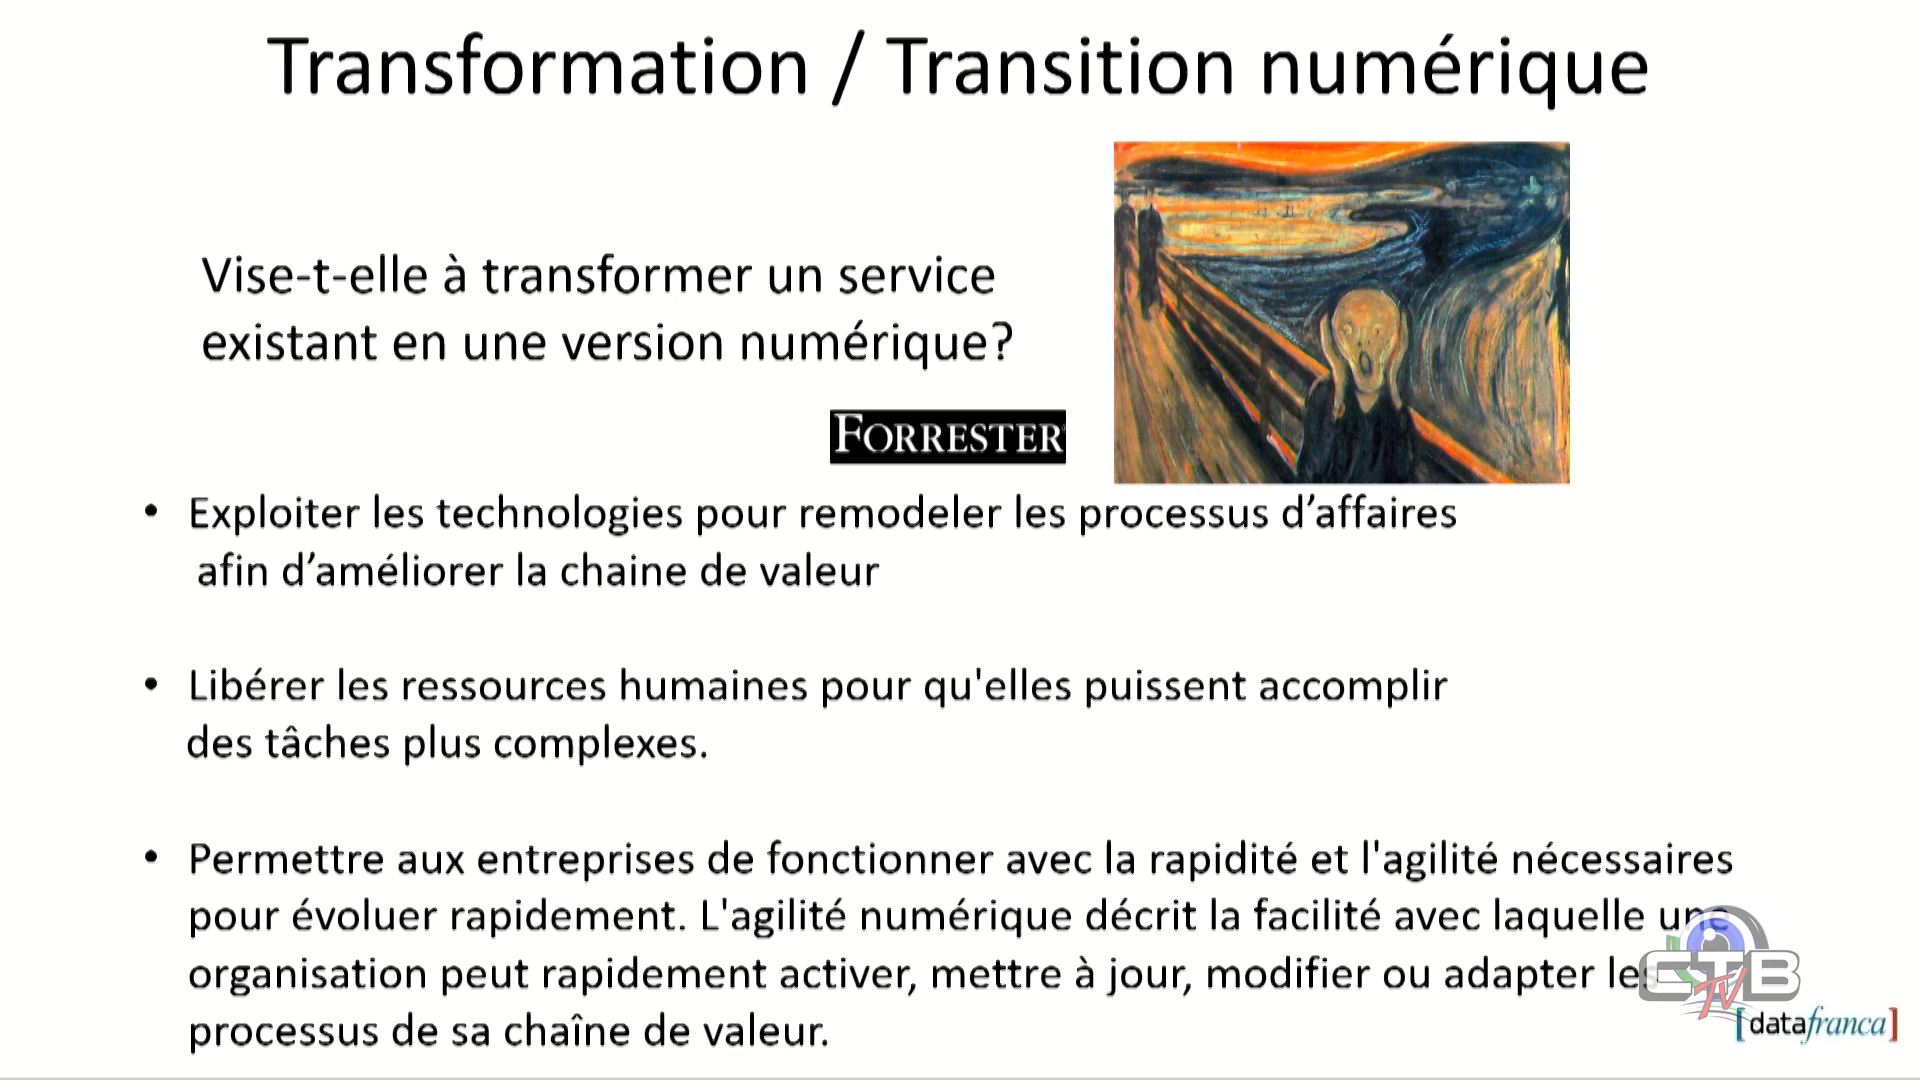 Transformation / Transition numérique
Vise-t-elle à transformer un service
existant en une version numérique?
FORRESTER
• Exploiter les technologies pour remodeler les processus d’affaires
afin d’améliorer la chaine de valeur
• Libérer les ressources humaines pour qu'elles puissent accomplir
des tâches plus complexes.
• Permettre aux entreprises de fonctionner avec la rapidité et l'agilité nécessaires
pour évoluer rapidement. L'agilité numérique décrit la facilité avec laquelle une
organisation peut rapidement activer, mettre à jour, modifier ou adapter les
processus de sa chaîne de valeur.
CTB
TV
[datafranca]